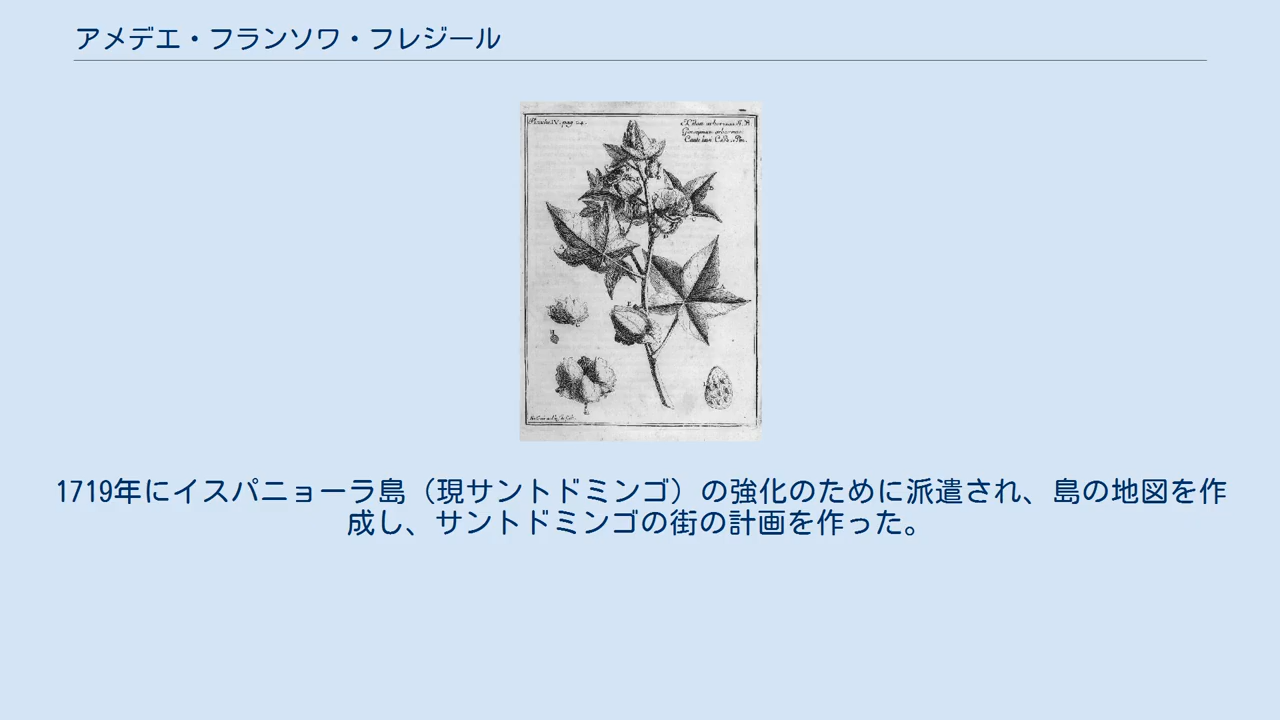 アメデエ・フランソワ・フレジール
1719年にイスパニョーラ島（現サントドミンゴ）の強化のために派遣され、島の地図を作
成し、サントドミンゴの街の計画を作った。